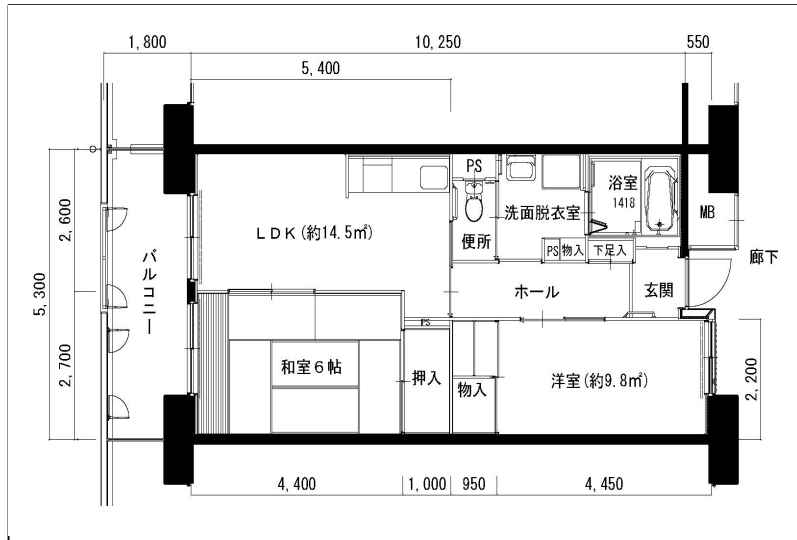 1,800
10,250
550
5,400
PS
浴室
1418
洗面脱衣室
MB
LDK(約14.5㎡)
便所
PS
物入
下足入
廊下
2,600
バルコニー
ホール
玄関
5,300
PS
和室6帖
押入
物入
洋室(約9.8㎡)
2,700
2,200
4,400
1,000
950
4,450